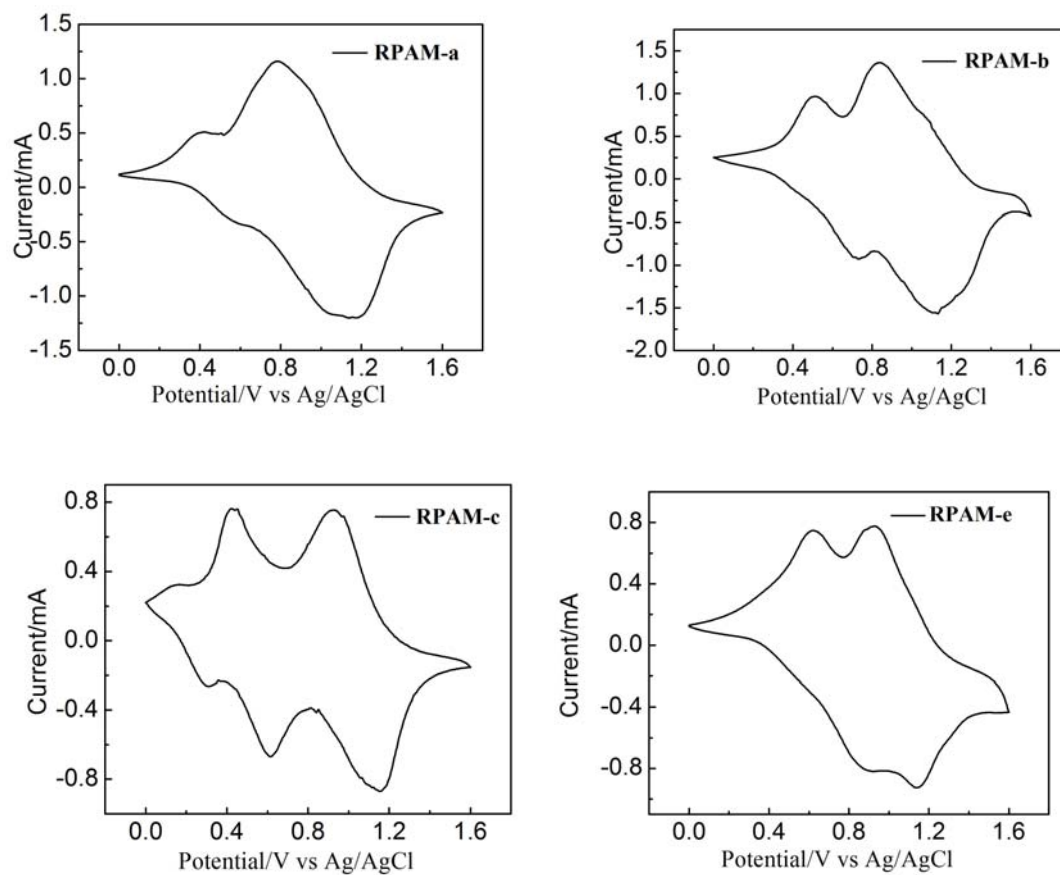 1.5
RPAM-a
1.0
0.5
0.0
-0.5
-1.0
-1.5
Current/mA
0.0 0.4 0.8 1.2 1.6
Potential/V vs Ag/AgCl
1.5
RPAM-b
1.0
0.5
0.0
-0.5
-1.0
-1.5
-2.0
Current/mA
0.0 0.4 0.8 1.2 1.6
Potential/V vs Ag/AgCl
0.8
RPAM-c
0.4
0.0
-0.4
-0.8
Current/mA
0.0 0.4 0.8 1.2 1.6
Potential/V vs Ag/AgCl
0.8
RPAM-e
0.4
0.0
-0.4
-0.8
Current/mA
0.0 0.4 0.8 1.2 1.6
Potential/V vs Ag/AgCl